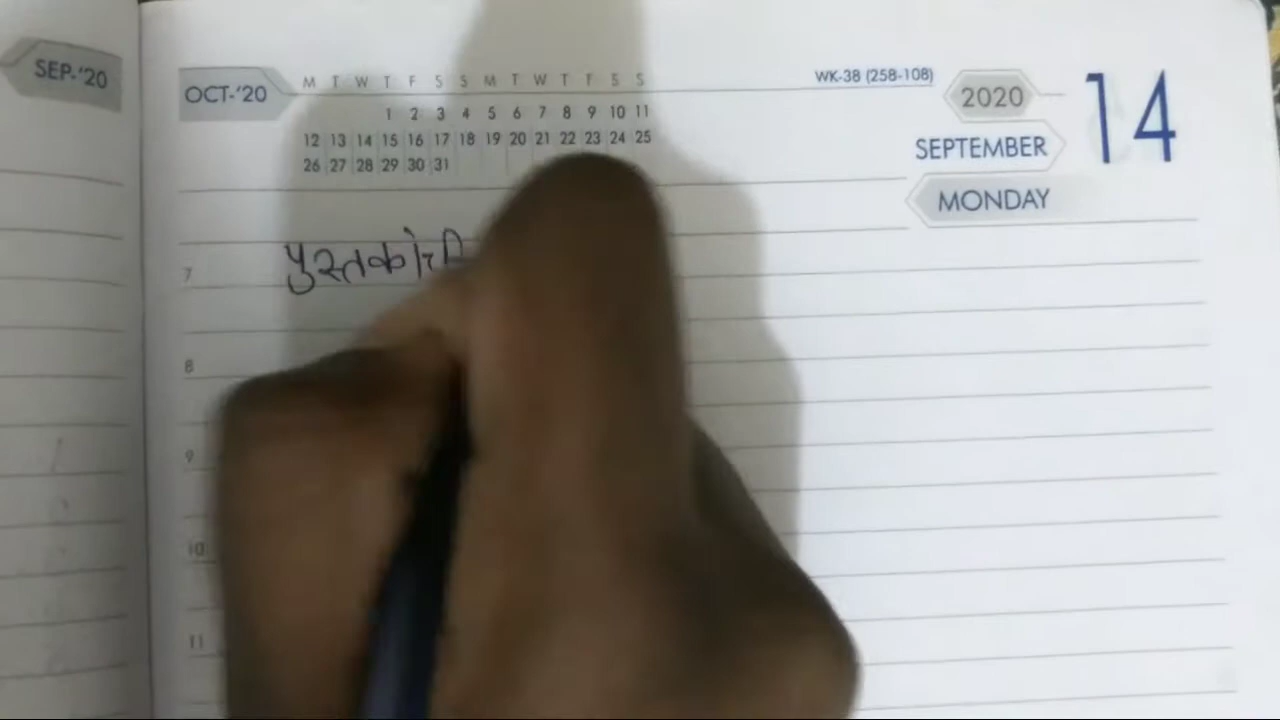 SEP-'20
OCT-'20
M T W T F S S M T W T F S S
1 2 3 4 5 6 7 8 9 10 11
12 13 14 15 16 17 18 19 20 21 22 23 24 25
26 27 28 29 30 31
WK-38 (258-108)
2020
SEPTEMBER
MONDAY
14
7
8
9
10
11